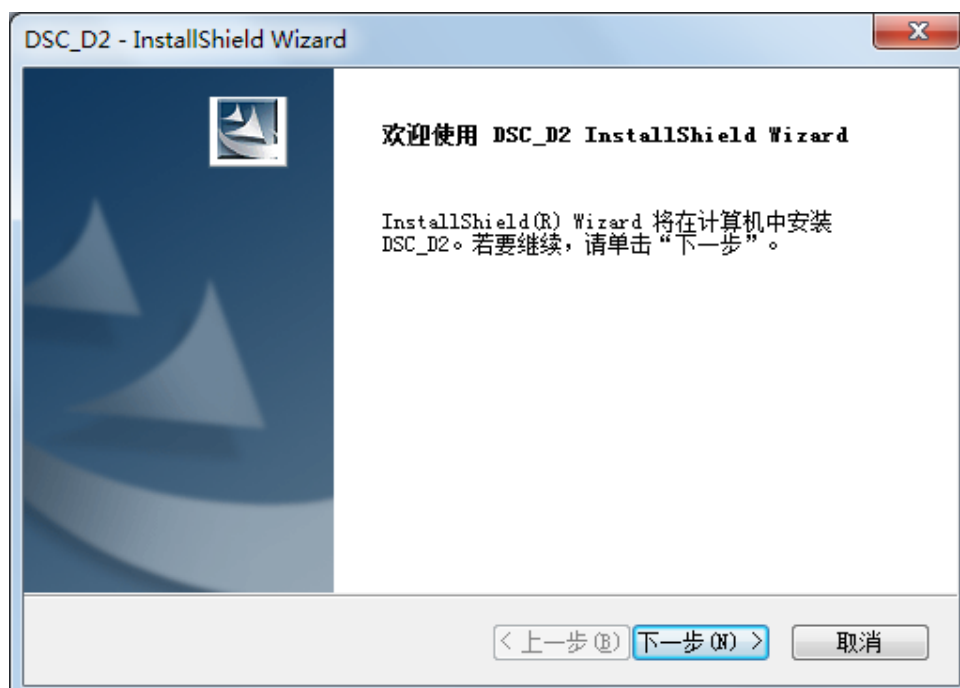 DSC_D2 - InstallShield Wizard
欢迎使用 DSC_D2 InstallShield Wizard
InstallShield(R) Wizard 将在计算机中安装
DSC_D2。若要继续，请单击“下一步”。
< 上一步(B) 下一步(N) > 取消